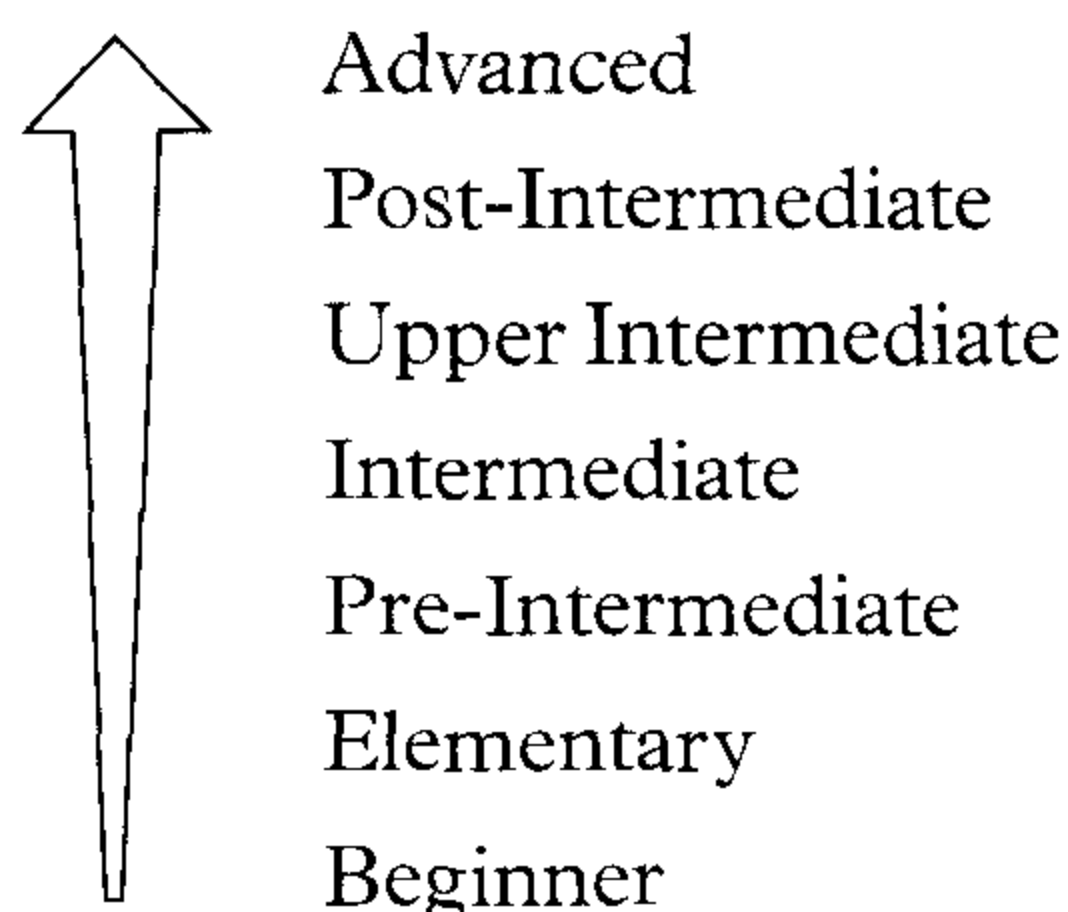 Advanced
Post-Intermediate
Upper Intermediate
Intermediate
Pre-Intermediate
Elementary
Beginner